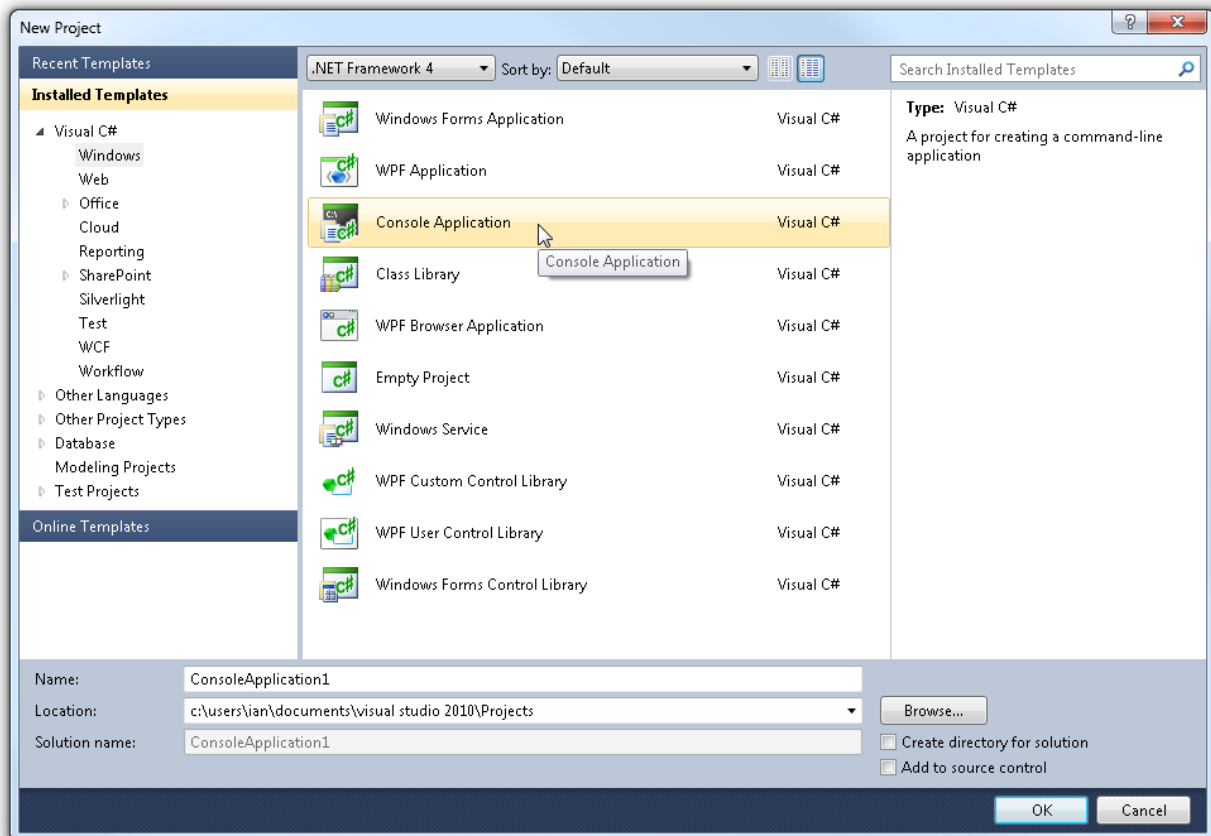 New Project
Recent Templates
Installed Templates
Visual C#
Windows
Web
Office
Cloud
Reporting
SharePoint
Silverlight
Test
WCF
Workflow
Other Languages
Other Project Types
Database
Modeling Projects
Test Projects
Online Templates
.NET Framework 4 Sort by: Default
Windows Forms Application Visual C#
WPF Application Visual C#
Console Application Visual C#
Console Application
Class Library Visual C#
WPF Browser Application Visual C#
Empty Project Visual C#
Windows Service Visual C#
WPF Custom Control Library Visual C#
WPF User Control Library Visual C#
Windows Forms Control Library Visual C#
Search Installed Templates
Type: Visual C#
A project for creating a command-line
application
Name: ConsoleApplication1
Location: c:\users\ian\documents\visual studio 2010\Projects
Browse...
Solution name: ConsoleApplication1
Create directory for solution
Add to source control
OK Cancel